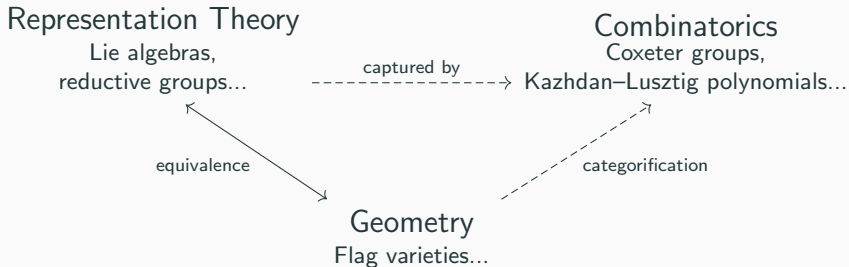 Representation Theory
Lie algebras,
reductive groups...
captured by
Combinatorics
Coxeter groups,
Kazhdan–Lusztig polynomials...
equivalence
categorification
Geometry
Flag varieties...